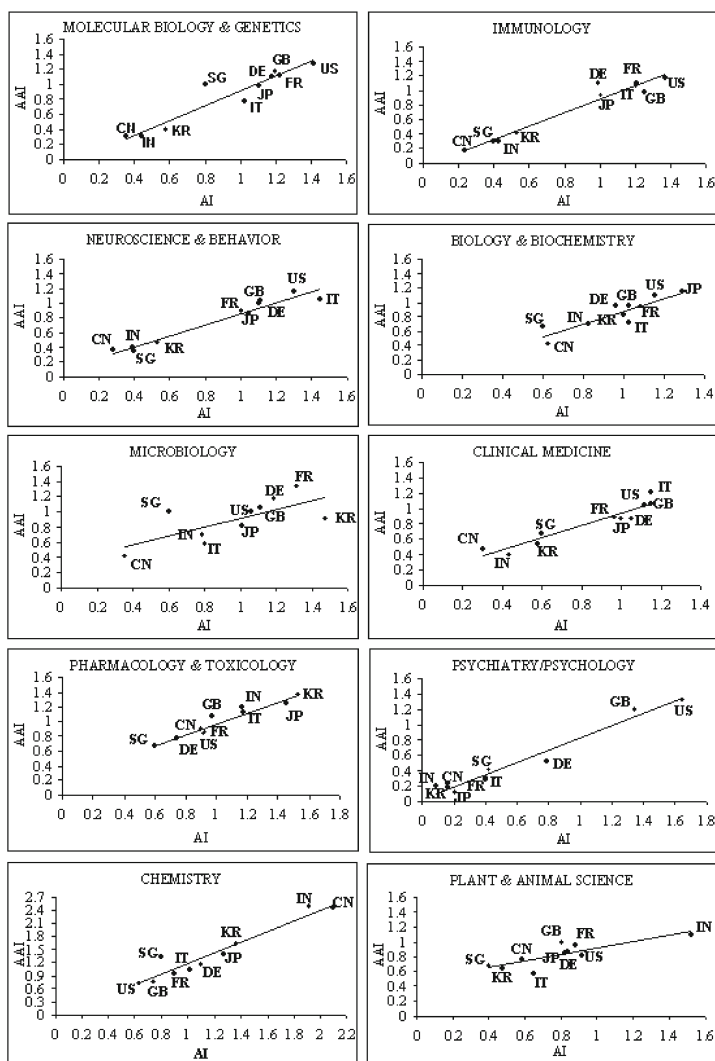 MOLECULAR BIOLOGY & GENETICS
AAI
1.6
1.4
1.2
1
0.8
0.6
0.4
0.2
0
GB
DE
US
SG
FR
JP
IT
CH
IN
KR
0 0.2 0.4 0.6 0.8 1 1.2 1.4 1.6
AI
IMMUNOLOGY
AAI
1.6
1.4
1.2
1
0.8
0.6
0.4
0.2
0
DE
FR
US
IT
GB
JP
SG
KR
CN
IN
0 0.2 0.4 0.6 0.8 1 1.2 1.4 1.6
AI
NEUROSCIENCE & BEHAVIOR
AAI
1.6
1.4
1.2
1
0.8
0.6
0.4
0.2
0
US
GB
IT
FR
DE
JP
CN
IN
KR
SG
0 0.2 0.4 0.6 0.8 1 1.2 1.4 1.6
AI
BIOLOGY & BIOCHEMISTRY
AAI
1.6
1.4
1.2
1
0.8
0.6
0.4
0.2
0
US
JP
DE
GB
FR
SG
IN
KR
IT
CN
0 0.2 0.4 0.6 0.8 1 1.2 1.4
AI
MICROBIOLOGY
AAI
1.6
1.4
1.2
1
0.8
0.6
0.4
0.2
0
FR
DE
SG
US
GB
KR
IN
JP
IT
CN
0 0.2 0.4 0.6 0.8 1 1.2 1.4 1.6
AI
CLINICAL MEDICINE
AAI
1.6
1.4
1.2
1
0.8
0.6
0.4
0.2
0
IT
US
GB
FR
SG
JP
DE
CN
IN
KR
0 0.2 0.4 0.6 0.8 1 1.2 1.4
AI
PHARMACOLOGY & TOXICOLOGY
AAI
1.6
1.4
1.2
1
0.8
0.6
0.4
0.2
0
IN
KR
GB
IT
JP
CN
FR
SG
DE
US
0 0.2 0.4 0.6 0.8 1 1.2 1.4 1.6 1.8
AI
PSYCHIATRY/PSYCHOLOGY
AAI
1.6
1.4
1.2
1
0.8
0.6
0.4
0.2
0
GB
US
SG
DE
IN
CN
FR
IT
KR
JP
0 0.2 0.4 0.6 0.8 1 1.2 1.4 1.6 1.8
AI
CHEMISTRY
AAI
2.7
2.4
2.1
1.8
1.5
1.2
0.9
0.6
0.3
0
IN
CN
KR
SG
IT
JP
DE
US
GB
FR
0 0.2 0.4 0.6 0.8 1 1.2 1.4 1.6 1.8 2 2.2
AI
PLANT & ANIMAL SCIENCE
AAI
1.6
1.4
1.2
1
0.8
0.6
0.4
0.2
0
IN
GB
FR
CN
SG
JP
DE
US
KR
IT
0 0.2 0.4 0.6 0.8 1 1.2 1.4 1.6
AI